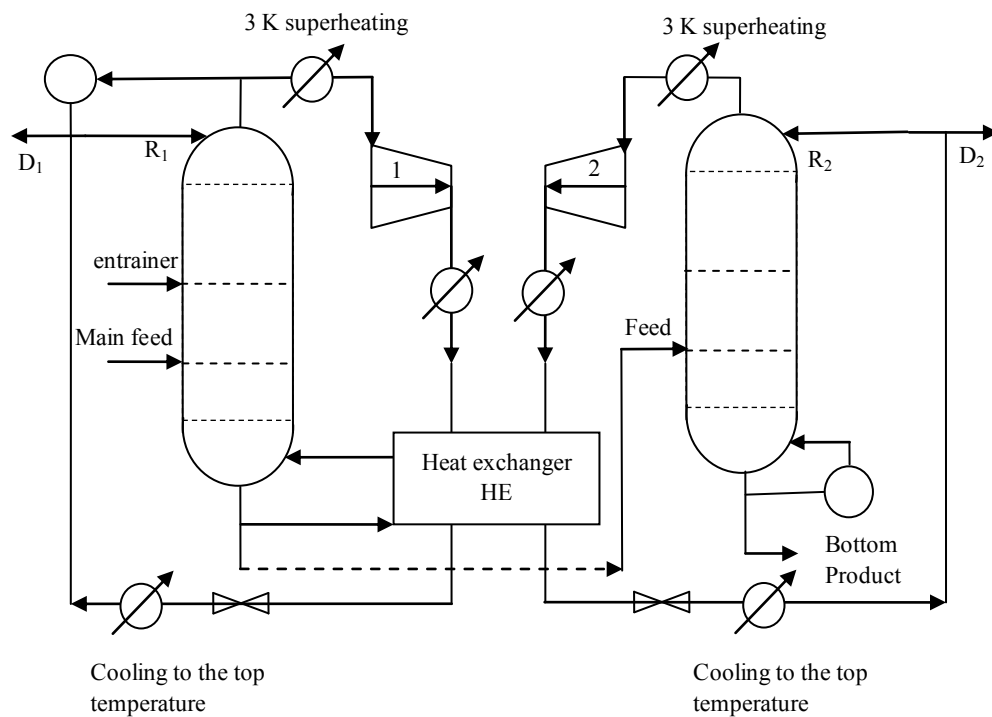 3 K superheating
3 K superheating
D1
R1
1
2
R2
D2
entrainer
Main feed
Feed
Heat exchanger
HE
Bottom
Product
Cooling to the top
temperature
Cooling to the top
temperature